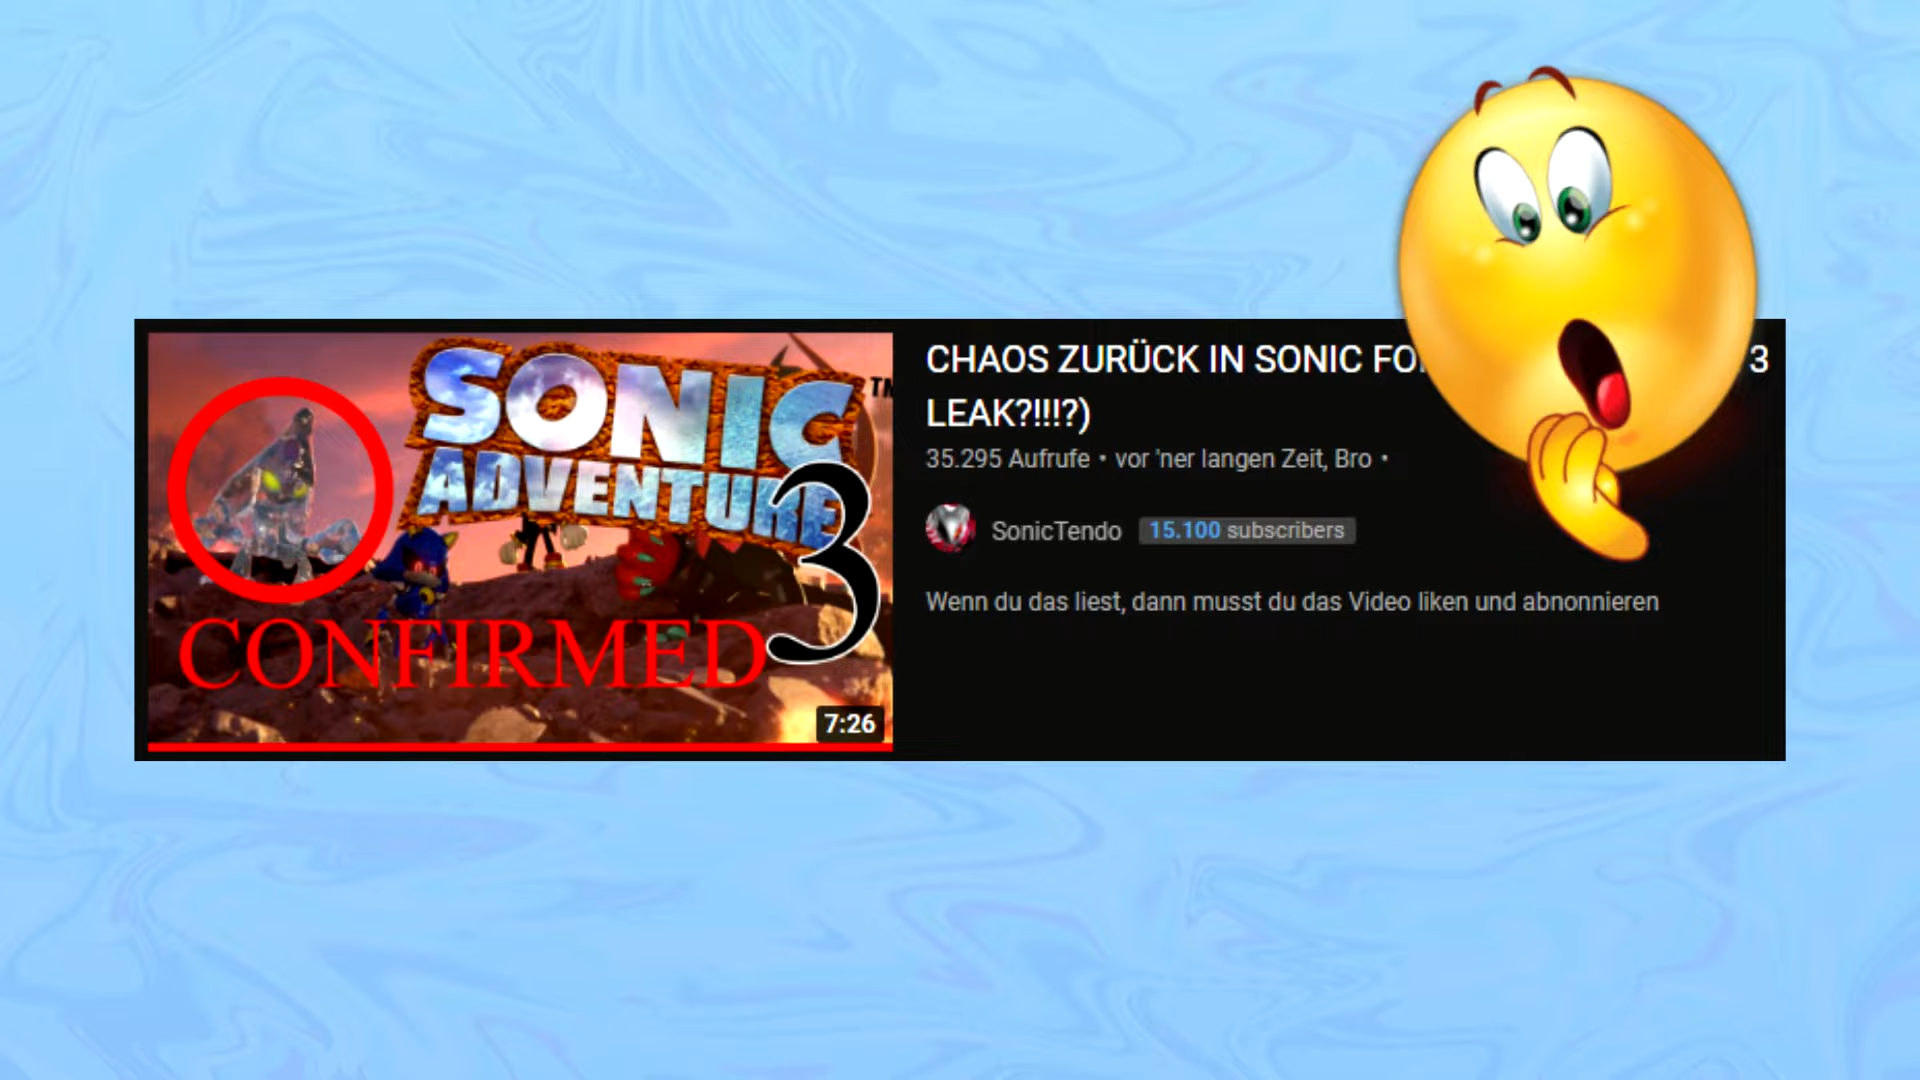 SONIC
ADVENTURE
3
TM
CONFIRMED
7:26
CHAOS ZURÜCK IN SONIC 3
LEAK?!!!?)
35.295 Aufrufe • vor 'ner langen Zeit, Bro •
SonicTendo 15.100 subscribers
Wenn du das liest, dann musst du das Video liken und abnonnieren